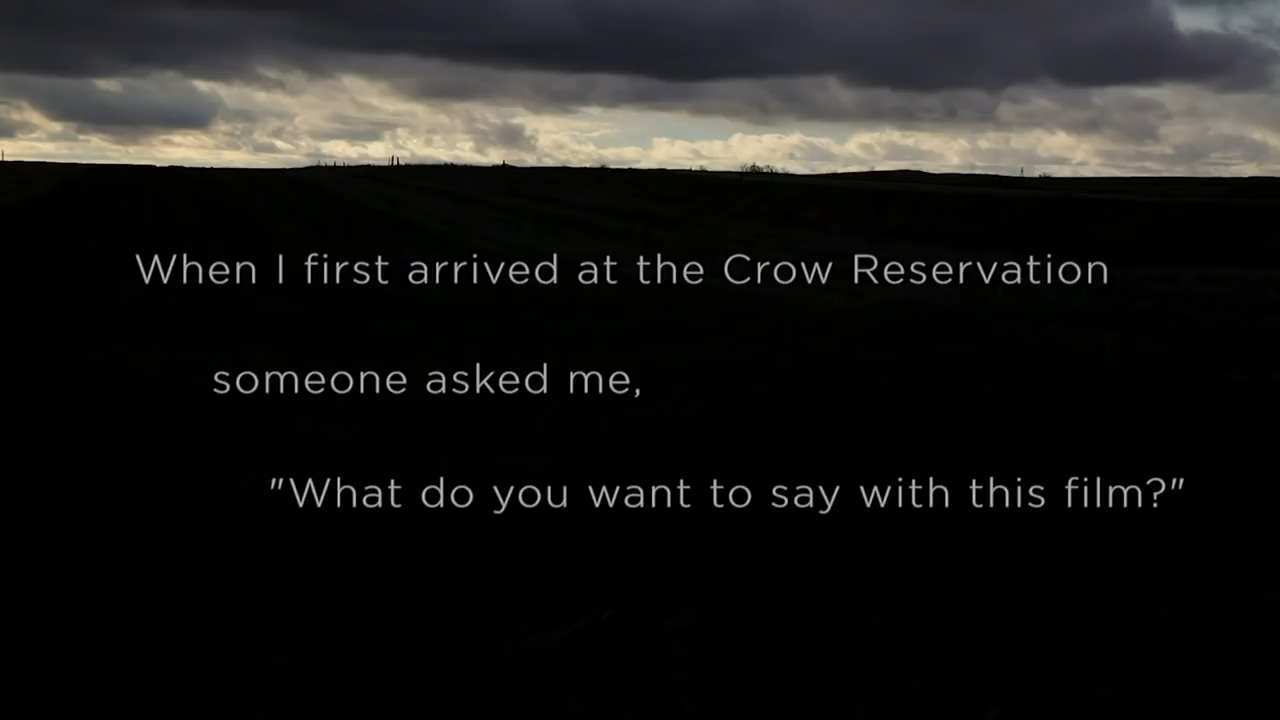 When I first arrived at the Crow Reservation
someone asked me,
"What do you want to say with this film?"